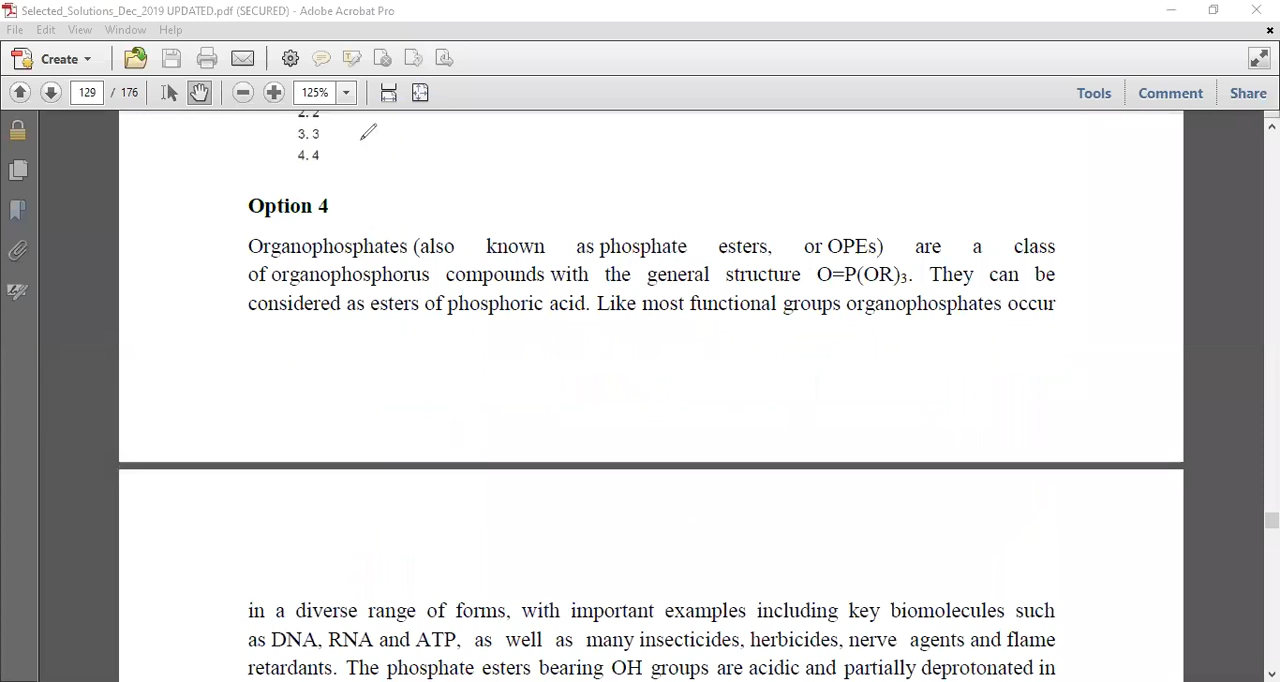 Selected_Solutions_Dec_2019 UPDATED.pdf (SECURED) - Adobe Acrobat Pro
File Edit View Window Help
Create
129 / 176 125% Tools Comment Share
2. 2
3. 3
4. 4
Option 4
Organophosphates (also known as phosphate esters, or OPEs) are a class
of organophosphorus compounds with the general structure O=P(OR)₃. They can be
considered as esters of phosphoric acid. Like most functional groups organophosphates occur
in a diverse range of forms, with important examples including key biomolecules such
as DNA, RNA and ATP, as well as many insecticides, herbicides, nerve agents and flame
retardants. The phosphate esters bearing OH groups are acidic and partially deprotonated in